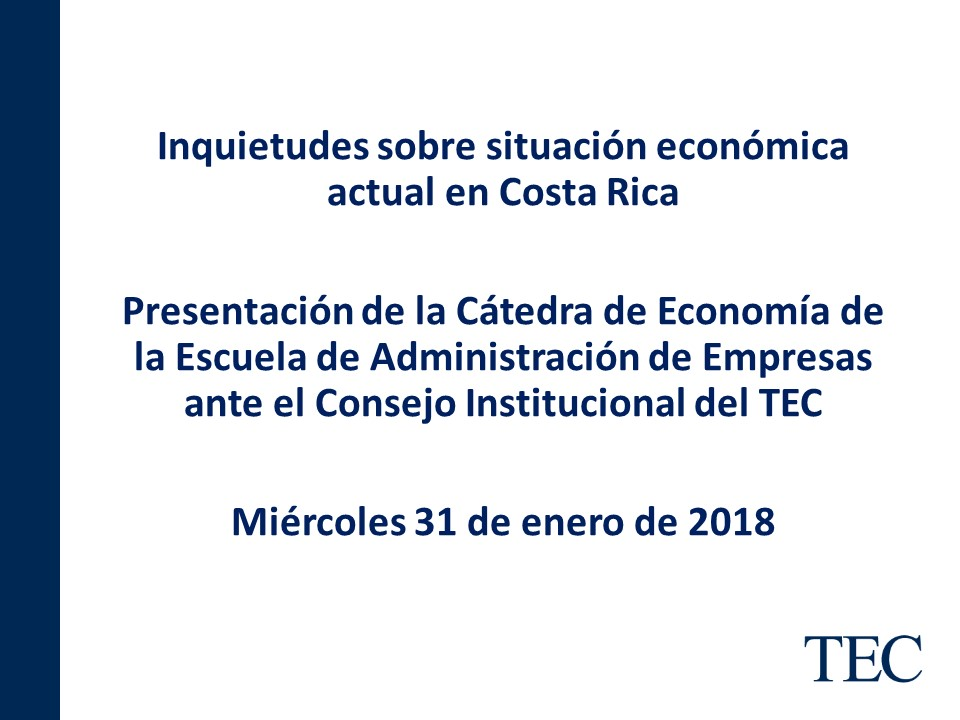 Inquietudes sobre situación económica
actual en Costa Rica
Presentación de la Cátedra de Economía de
la Escuela de Administración de Empresas
ante el Consejo Institucional del TEC
Miércoles 31 de enero de 2018
TEC